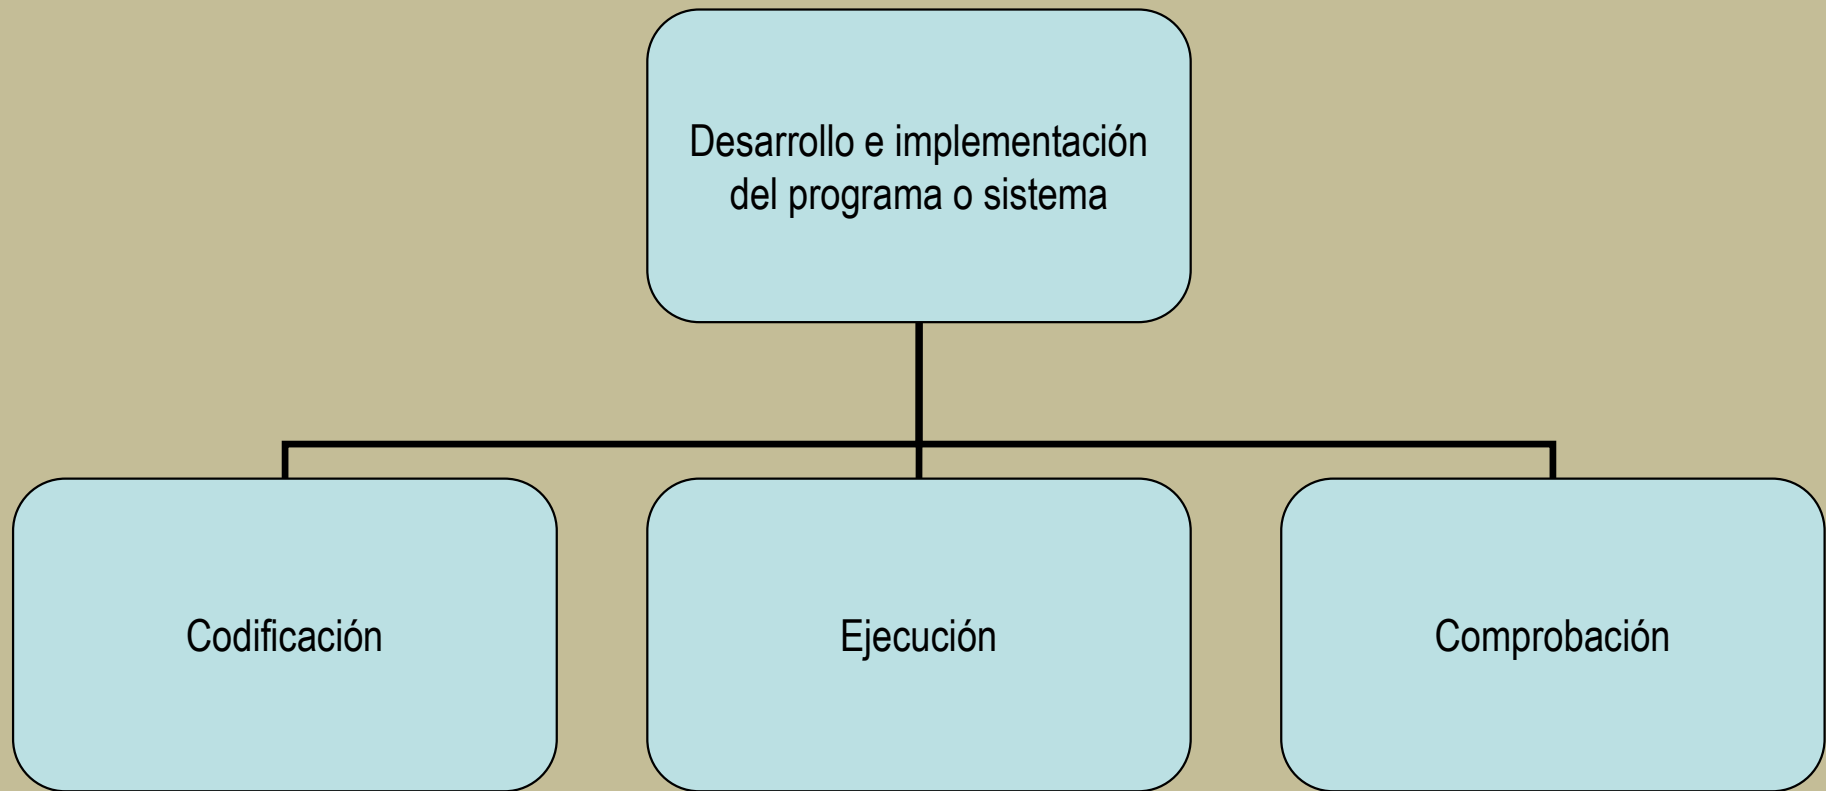 Desarrollo e implementación
del programa o sistema
Codificación
Ejecución
Comprobación